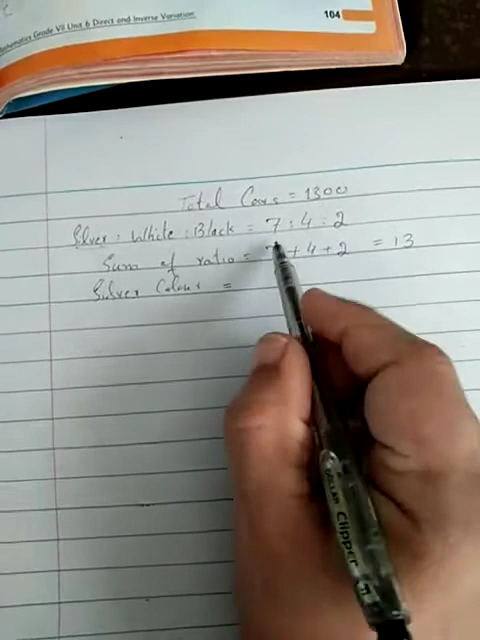 Mathematics Grade VII Unit 6 Direct and Inverse Variation
104
Total Cars = 1300
Silver : White : Black = 7 : 4 : 2
Sum of ratio = 7 + 4 + 2 = 13
Silver Colour =
DOLLAR Clipper